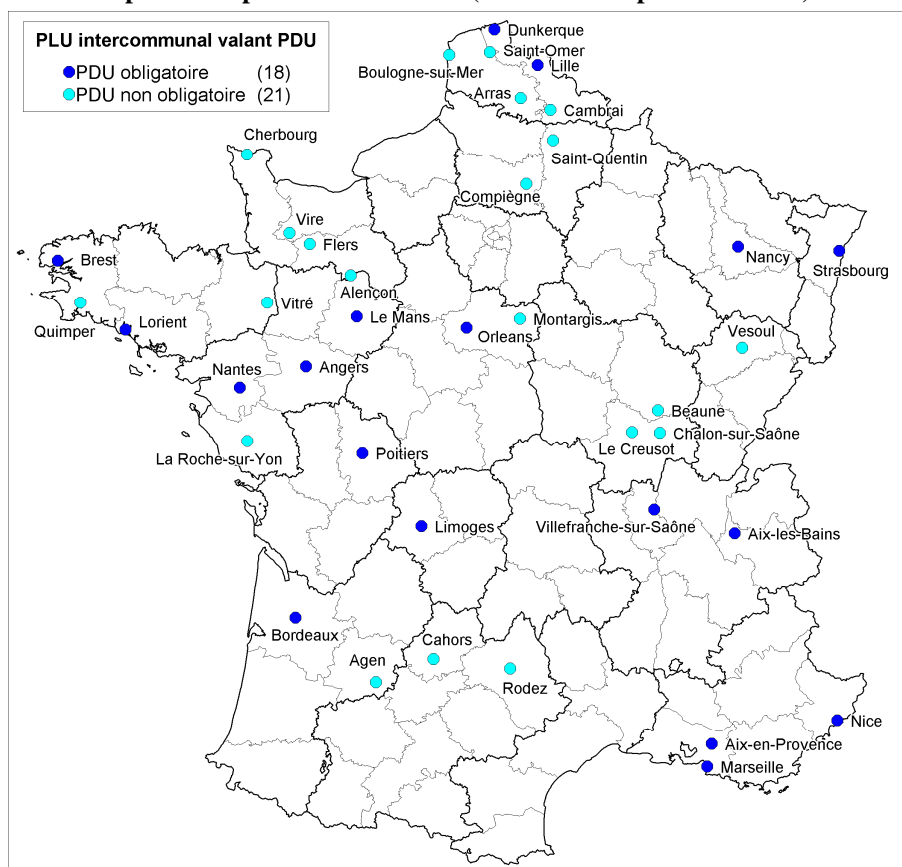 PLU intercommunal valant PDU
PDU obligatoire (18)
PDU non obligatoire (21)
Dunkerque
Saint-Omer
Boulogne-sur-Mer
Lille
Arras
Cambrai
Cherbourg
Saint-Quentin
Compiègne
Vire
Flers
Brest
Nancy
Strasbourg
Alençon
Vitré
Quimper
Lorient
Le Mans
Orleans
Montargis
Vesoul
Nantes
Angers
Beaune
Chalon-sur-Saône
Le Creusot
La Roche-sur-Yon
Poitiers
Limoges
Villefranche-sur-Saône
Aix-les-Bains
Bordeaux
Cahors
Agen
Rodez
Nice
Aix-en-Provence
Marseille